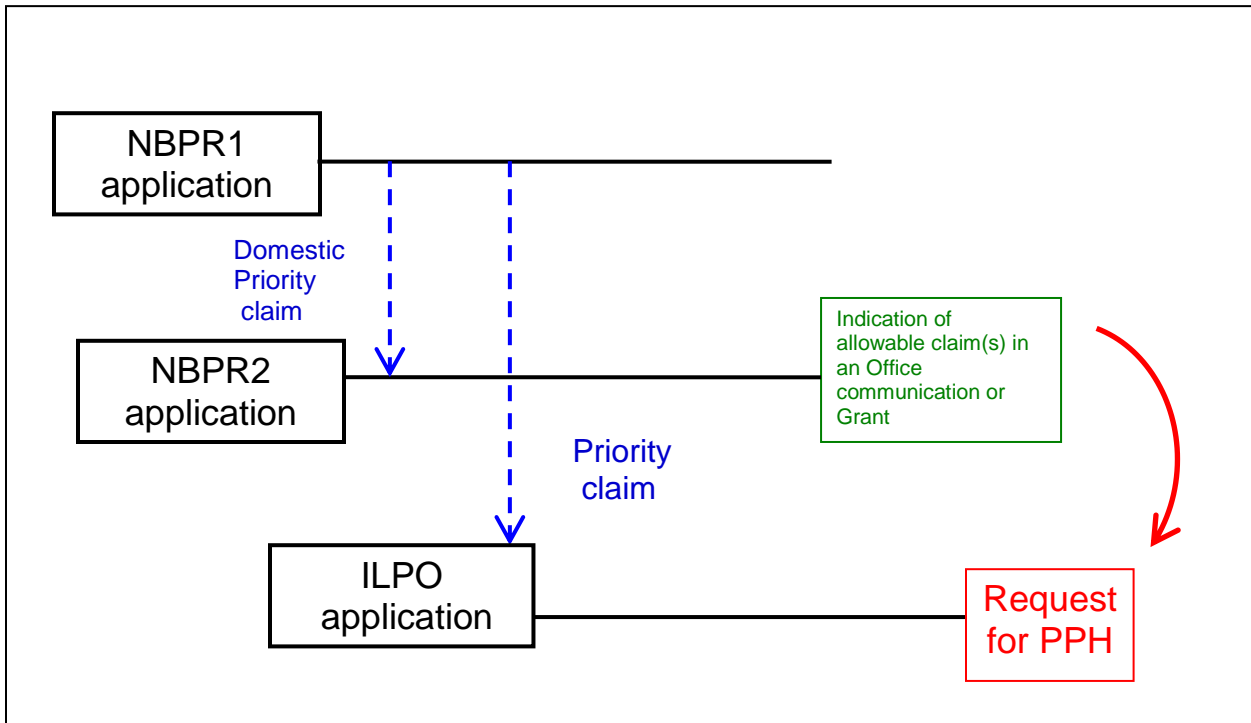 NBPR1
application
Domestic
Priority
claim
NBPR2
application
Indication of
allowable claim(s) in
an Office
communication or
Grant
Priority
claim
ILPO
application
Request
for PPH